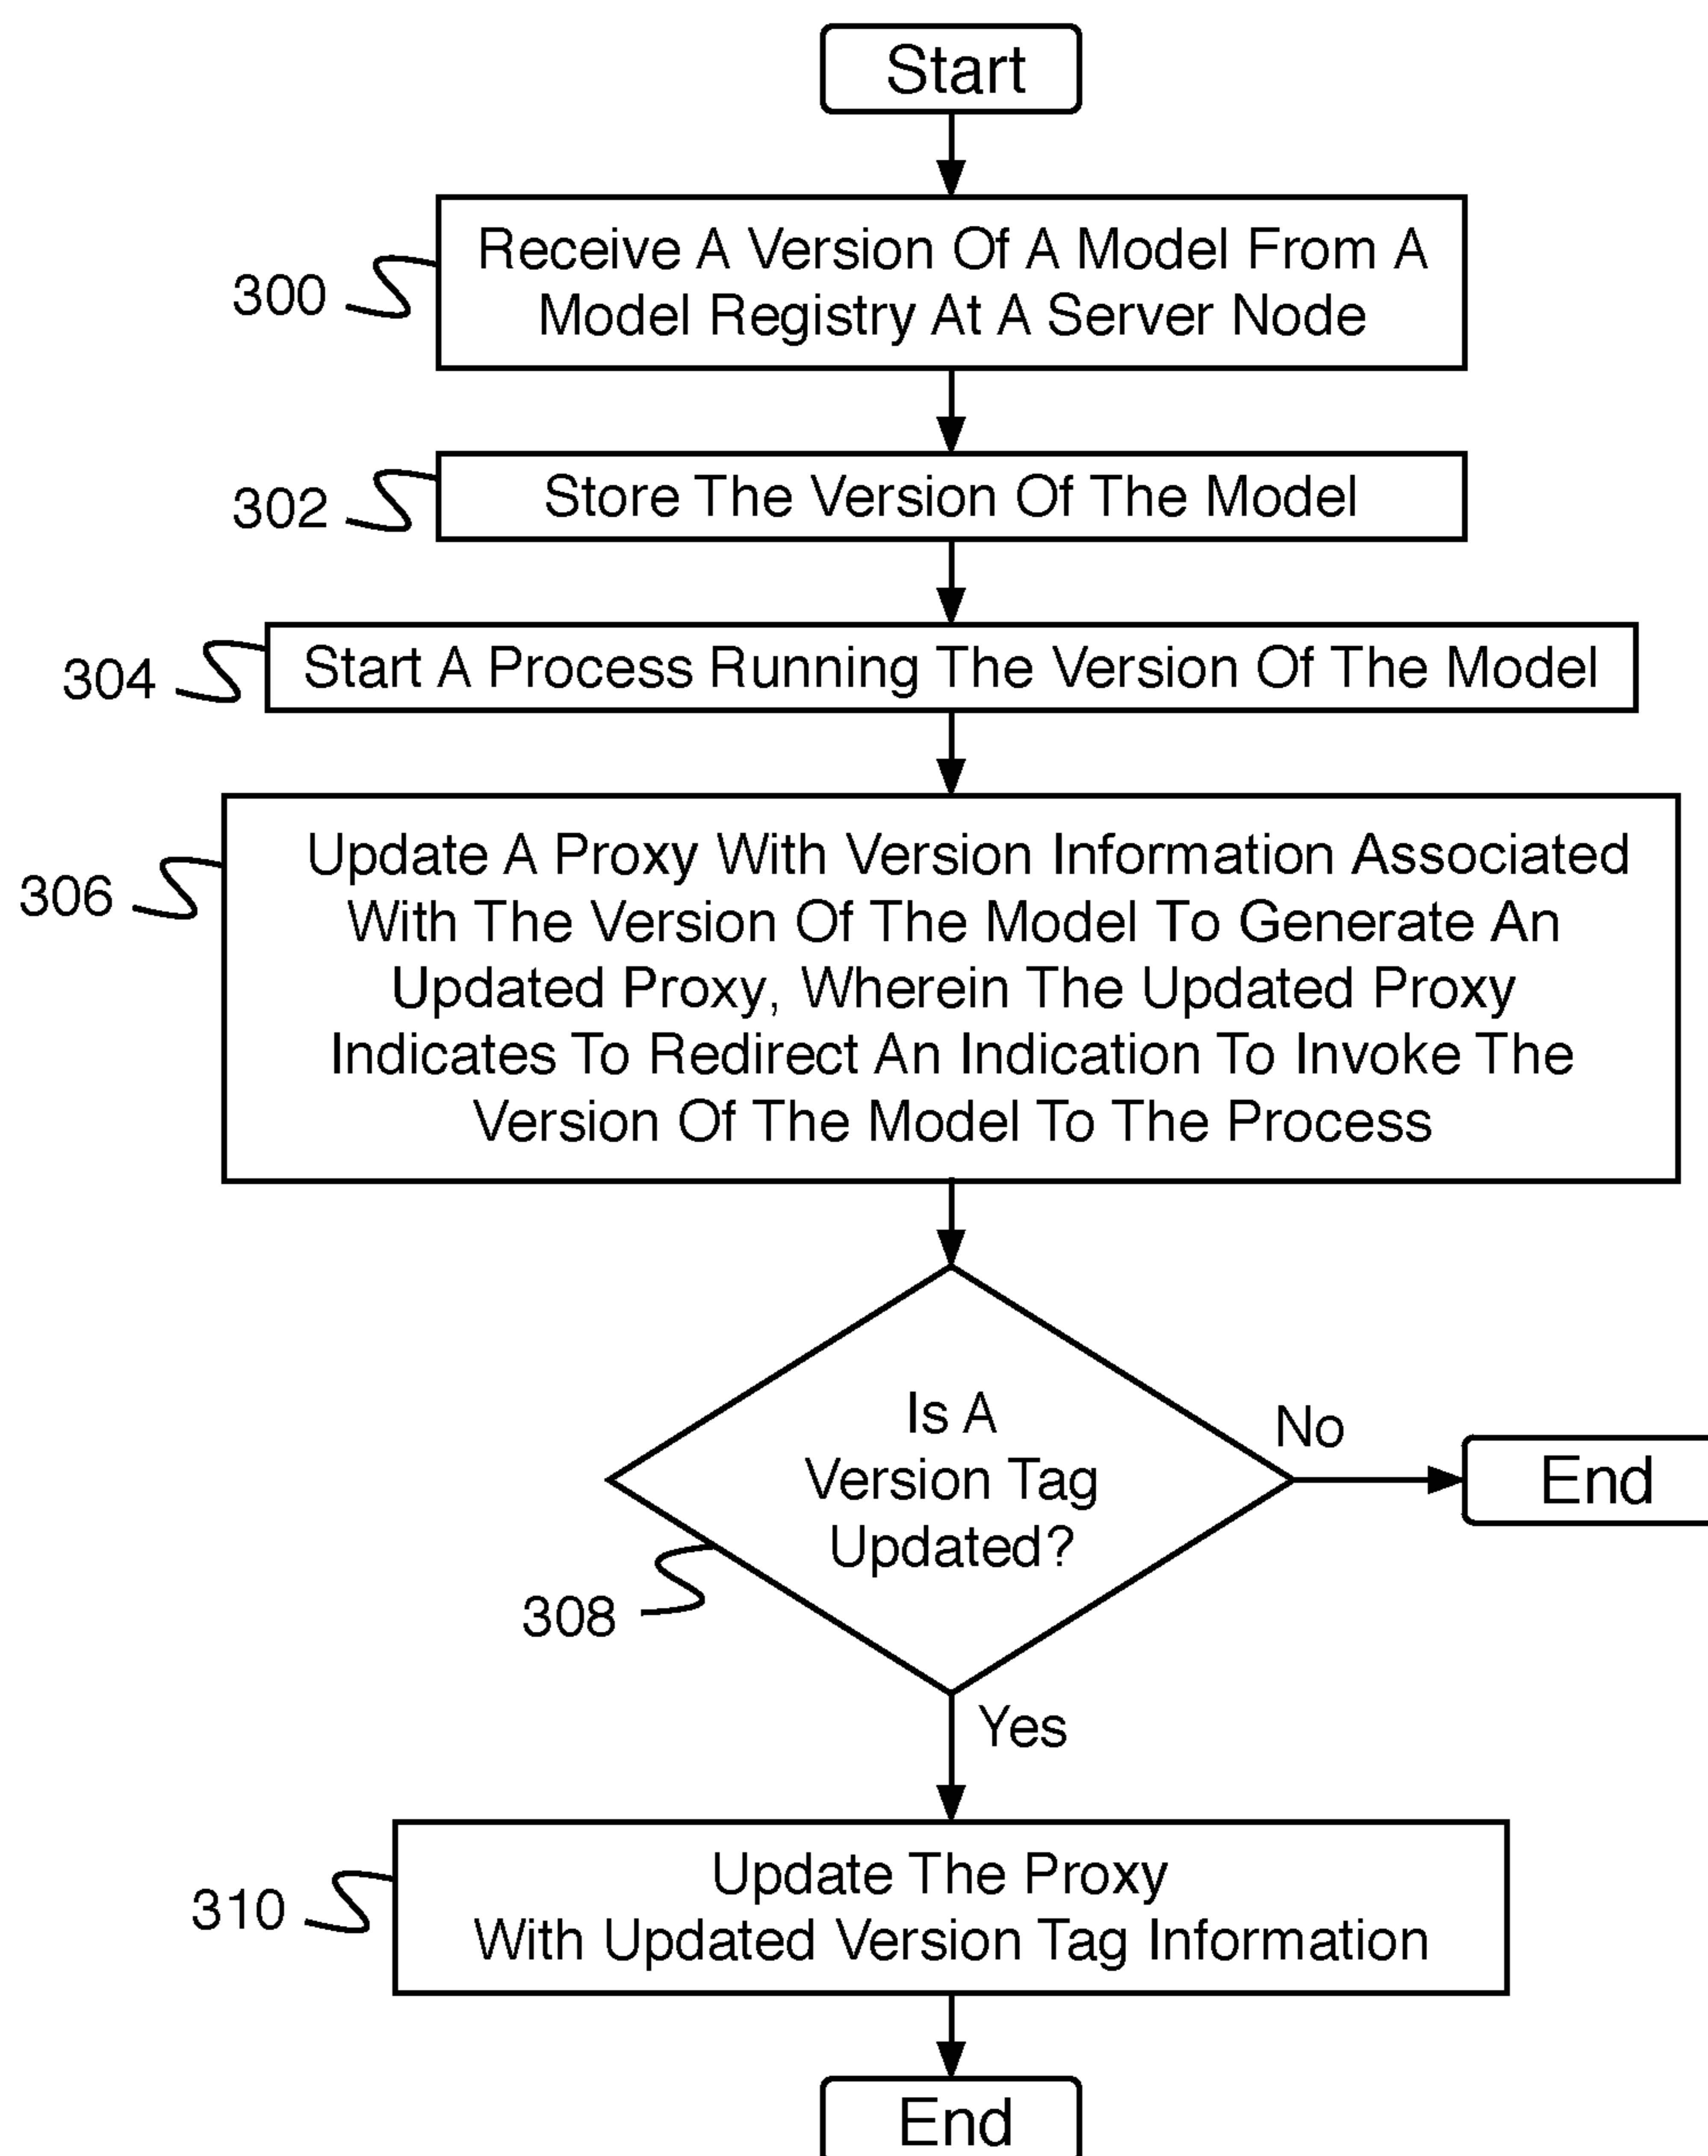 Start
300
Receive A Version Of A Model From A
Model Registry At A Server Node
302
Store The Version Of The Model
304
Start A Process Running The Version Of The Model
306
Update A Proxy With Version Information Associated
With The Version Of The Model To Generate An
Updated Proxy, Wherein The Updated Proxy
Indicates To Redirect An Indication To Invoke The
Version Of The Model To The Process
308
Is A
Version Tag
Updated?
No
End
Yes
310
Update The Proxy
With Updated Version Tag Information
End